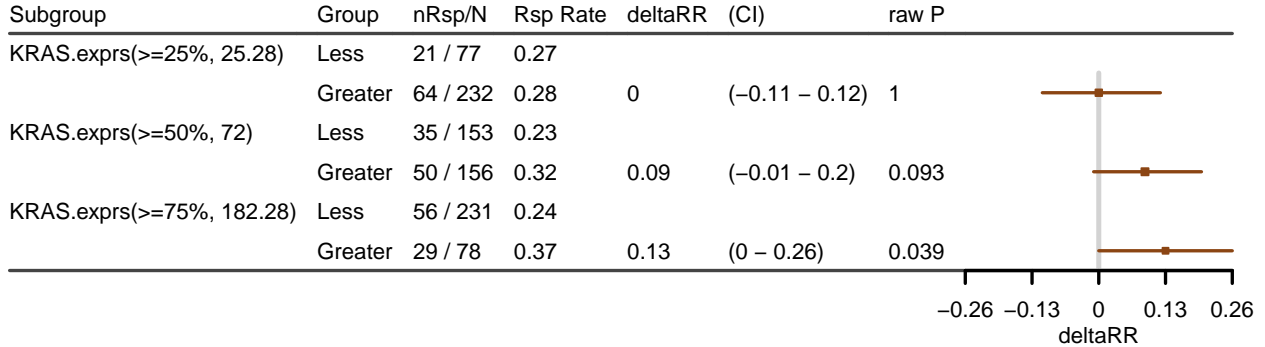 Subgroup Group nRsp/N Rsp Rate deltaRR (CI) raw P
KRAS.exprs(>=25%, 25.28) Less 21 / 77 0.27
Greater 64 / 232 0.28 0 (−0.11 − 0.12) 1
KRAS.exprs(>=50%, 72) Less 35 / 153 0.23
Greater 50 / 156 0.32 0.09 (−0.01 − 0.2) 0.093
KRAS.exprs(>=75%, 182.28) Less 56 / 231 0.24
Greater 29 / 78 0.37 0.13 (0 − 0.26) 0.039
−0.26 −0.13 0 0.13 0.26
deltaRR